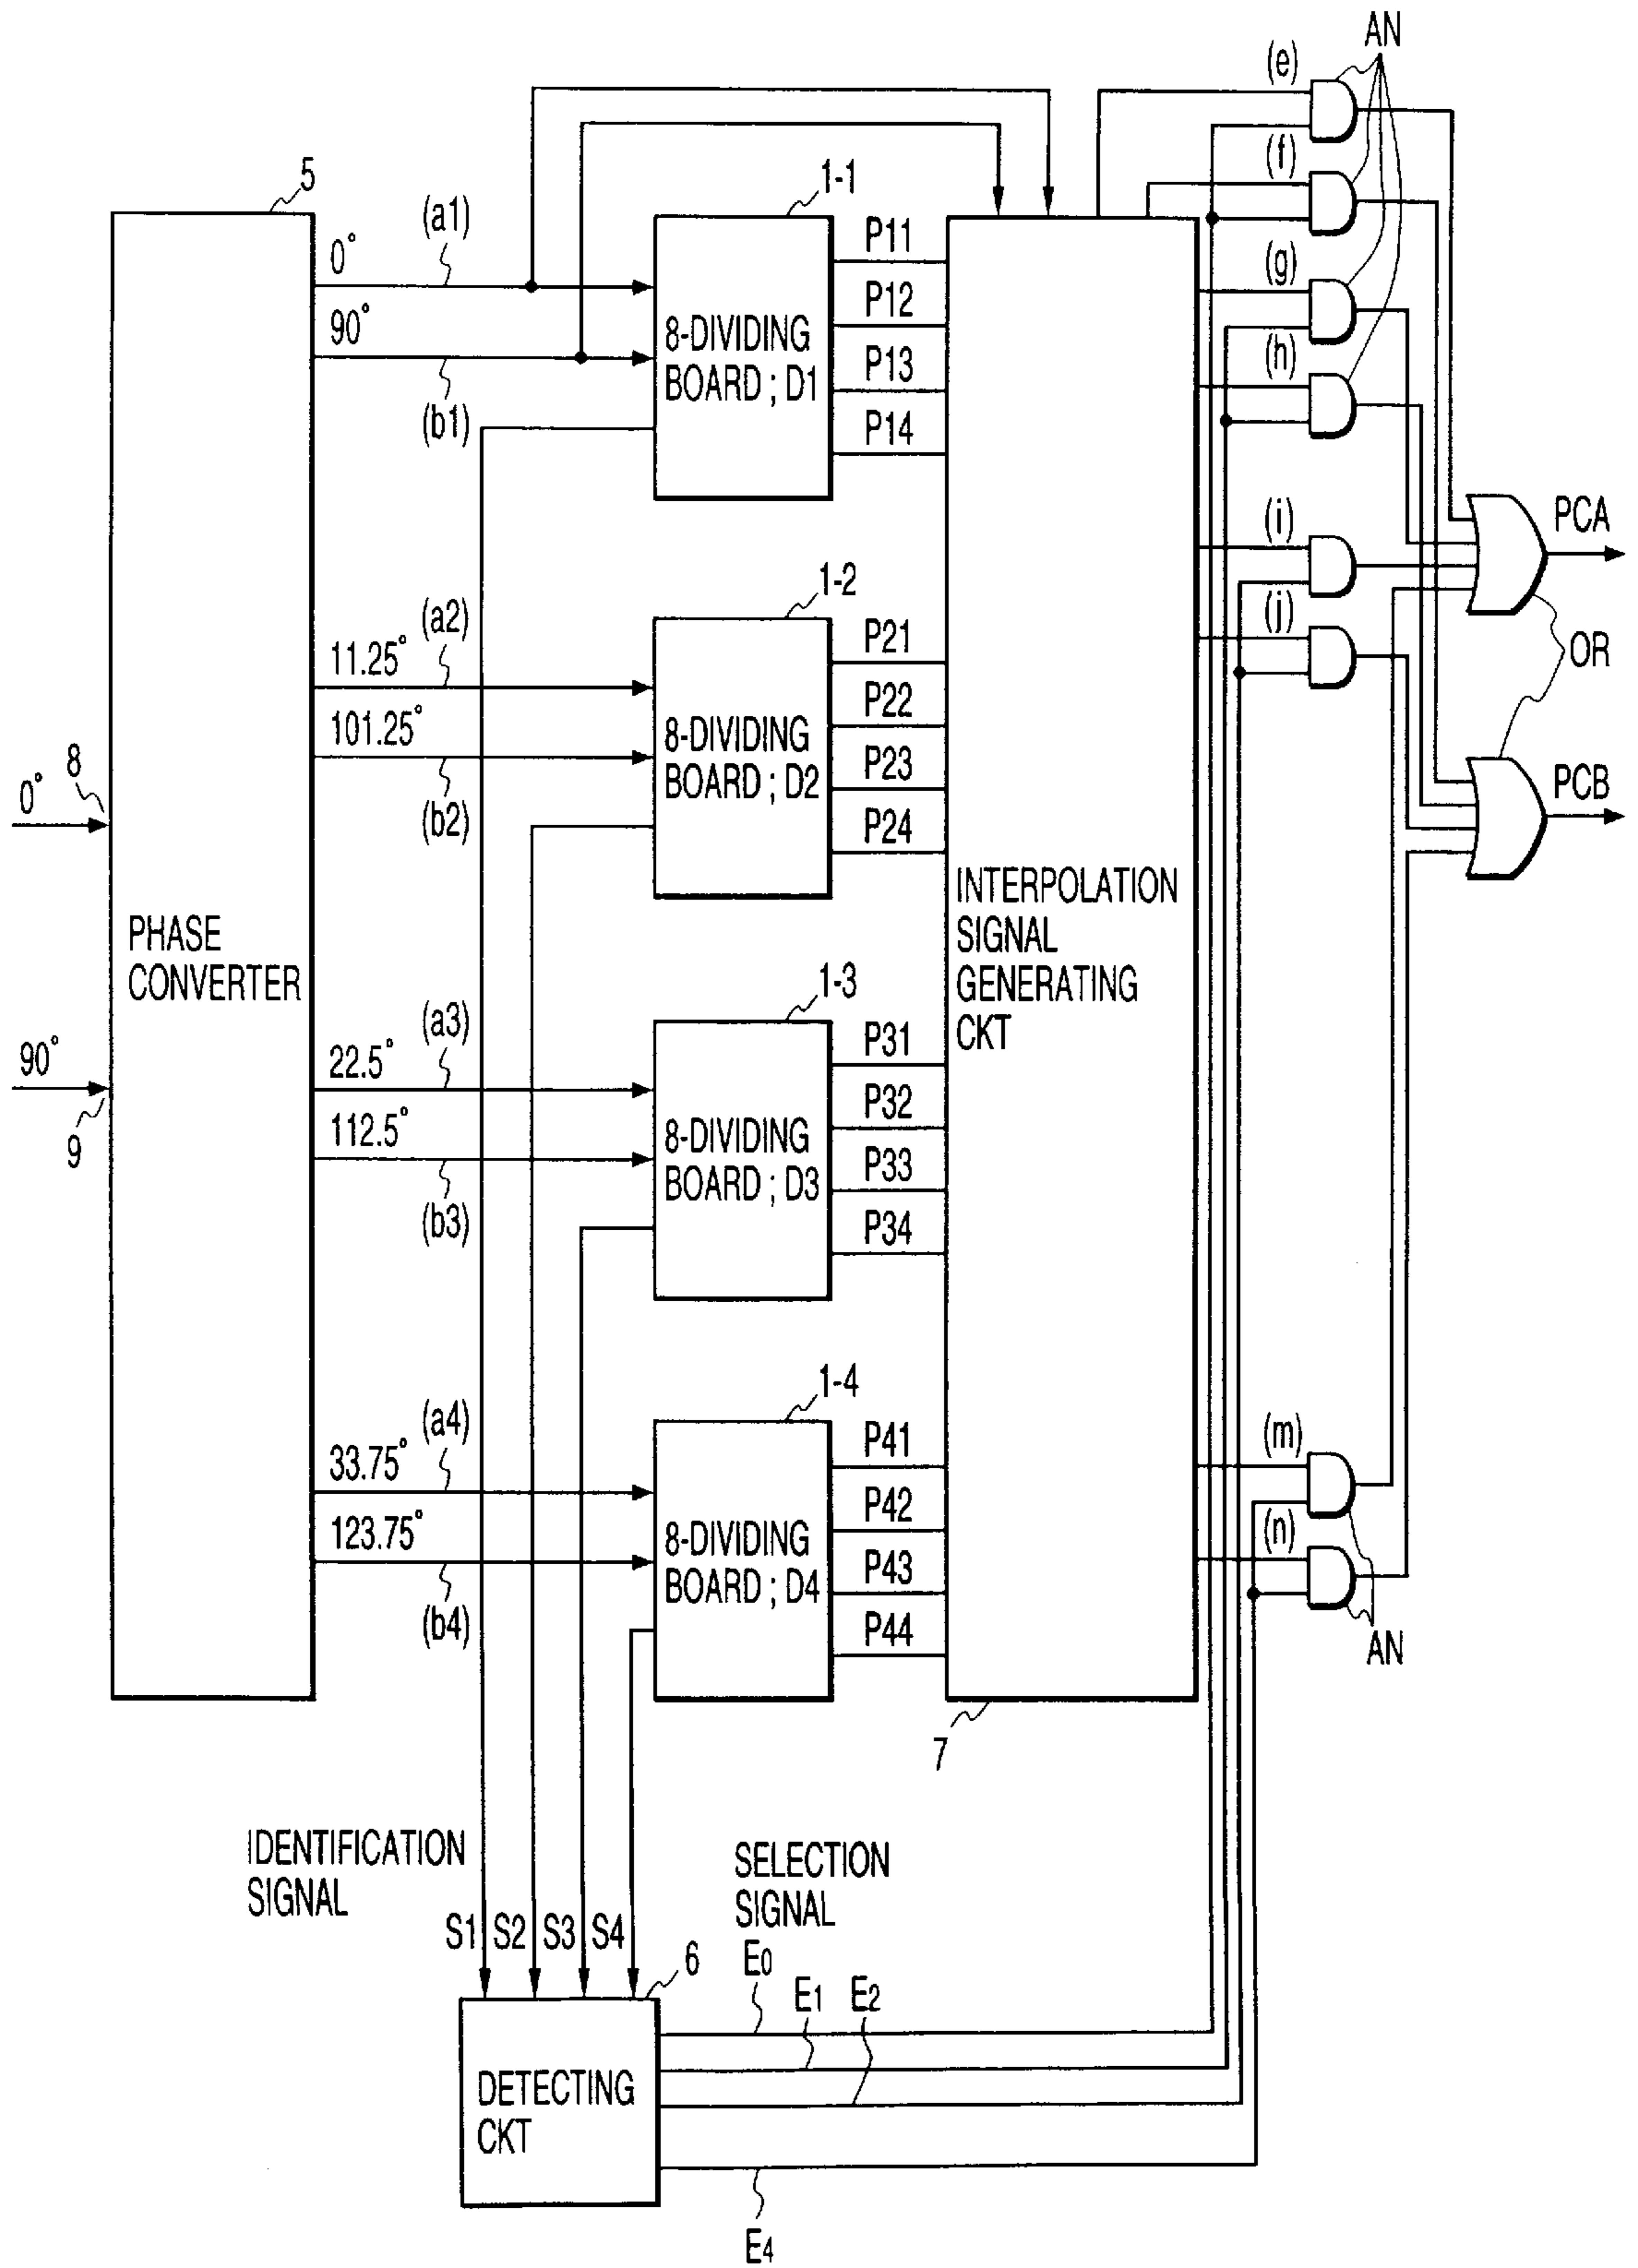 AN
(e)
(f)
5
1-1
0°
(a1)
P11
(g)
90°
8-DIVIDING
BOARD ; D1
P12
P13
(h)
(b1)
P14
(i)
PCA
1-2
(a2)
P21
(j)
OR
11.25°
P22
101.25°
8-DIVIDING
BOARD ; D2
P23
8
0°
(b2)
P24
PCB
PHASE
CONVERTER
INTERPOLATION
SIGNAL
GENERATING
CKT
1-3
(a3)
P31
90°
22.5°
P32
9
112.5°
8-DIVIDING
BOARD ; D3
P33
(b3)
P34
1-4
(a4)
P41
(m)
33.75°
P42
(n)
123.75°
8-DIVIDING
BOARD ; D4
P43
(b4)
P44
AN
7
IDENTIFICATION
SIGNAL
SELECTION
SIGNAL
S1 S2 S3 S4
6
E0
E1 E2
DETECTING
CKT
E4